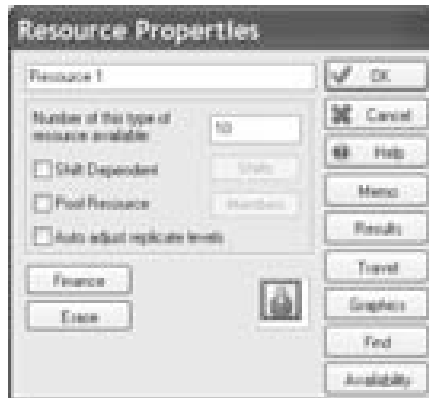 Resource Properties
Resource 1
OK
Number of this type of
resource available:
10
Cancel
Help
Shift Dependent
Shifts
Memo
Pool Resource
Members
Results
Auto adjust replicate levels
Travel
Finance
Graphics
Erase
Find
Availability